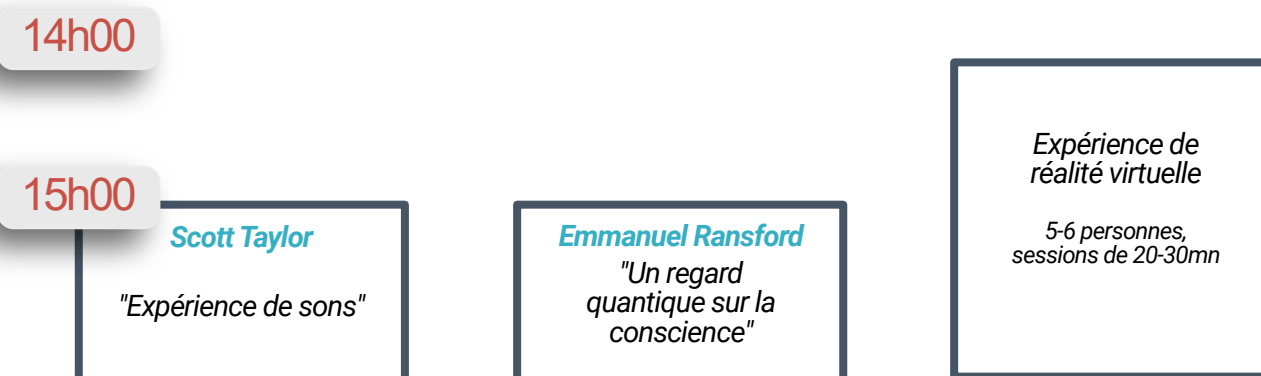 14h00
15h00
Scott Taylor
"Expérience de sons"
Emmanuel Ransford
"Un regard
quantique sur la
conscience"
Expérience de
réalité virtuelle
5-6 personnes,
sessions de 20-30mn